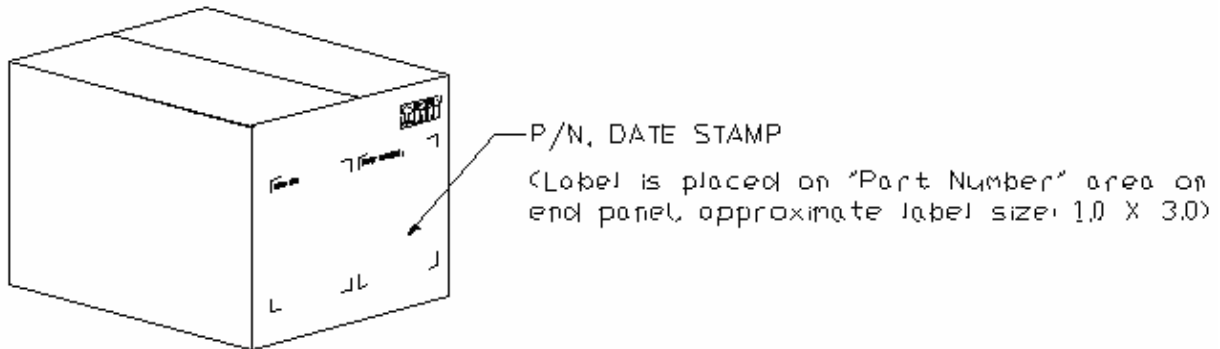 P/N, DATE STAMP
(Label is placed on "Part Number" area on
end panel, approximate label size: 1.0 X 3.0)